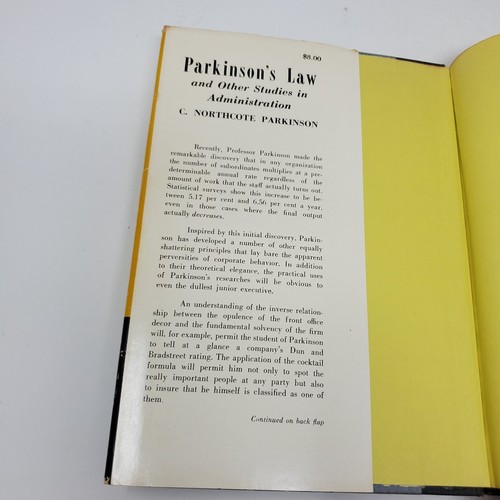 $8.00
Parkinson's Law
and Other Studies in
Administration
C. NORTHCOTE PARKINSON
Recently, Professor Parkinson made the
remarkable discovery that in any organization
the number of subordinates multiplies at a pre-
determinable annual rate regardless of the
amount of work that the staff actually turns out.
Statistical surveys show this increase to be be-
tween 5.17 per cent and 6.56 per cent a year,
even in those cases where the final output
actually decreases.
Inspired by this initial discovery, Parkin-
son has developed a number of other equally
shattering principles that lay bare the apparent
perversities of corporate behavior. In addition
to their theoretical elegance, the practical uses
of Parkinson's researches will be obvious to
even the dullest junior executive.
An understanding of the inverse relation-
ship between the opulence of the front office
decor and the fundamental solvency of the firm
will, for example, permit the student of Parkinson
to tell at a glance a company's Dun and
Bradstreet rating. The application of the cocktail
formula will permit him not only to spot the
really important people at any party but also
to insure that he himself is classified as one of
them.
Continued on back flap